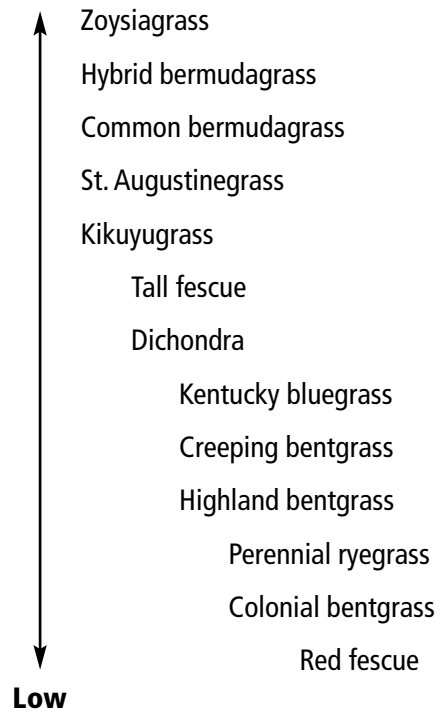 Zoysiagrass
Hybrid bermudagrass
Common bermudagrass
St. Augustinegrass
Kikuyugrass
Tall fescue
Dichondra
Kentucky bluegrass
Creeping bentgrass
Highland bentgrass
Perennial ryegrass
Colonial bentgrass
Red fescue
Low